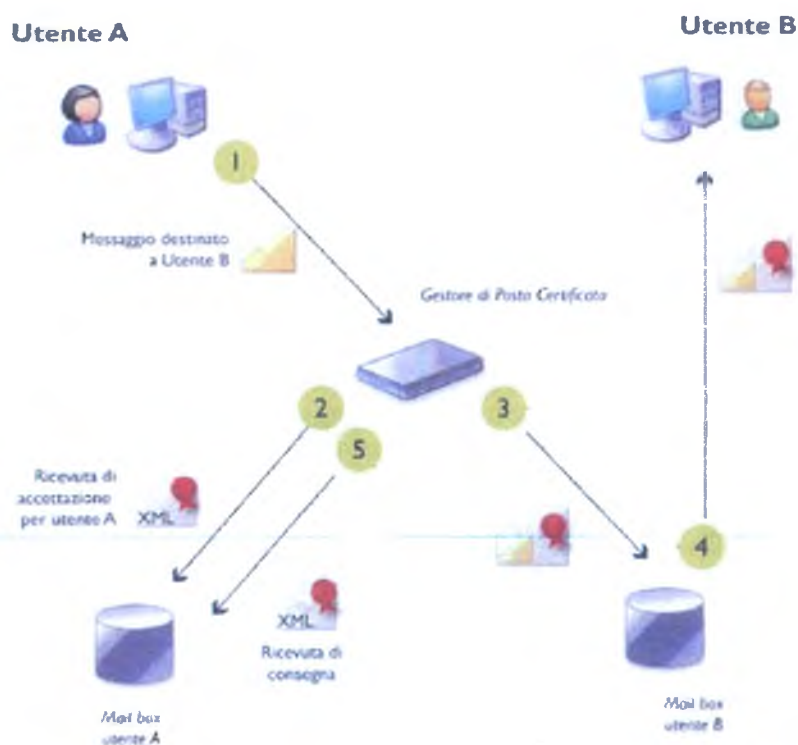 Utente A
Utente B
1
Messaggio destinato
a Utente B
Gestore di Posta Certificata
2
3
5
Ricevuta di
accettazione
per utente A
XML
4
XML
Ricevuta di
consegna
Mail box
utente A
Mail box
utente B